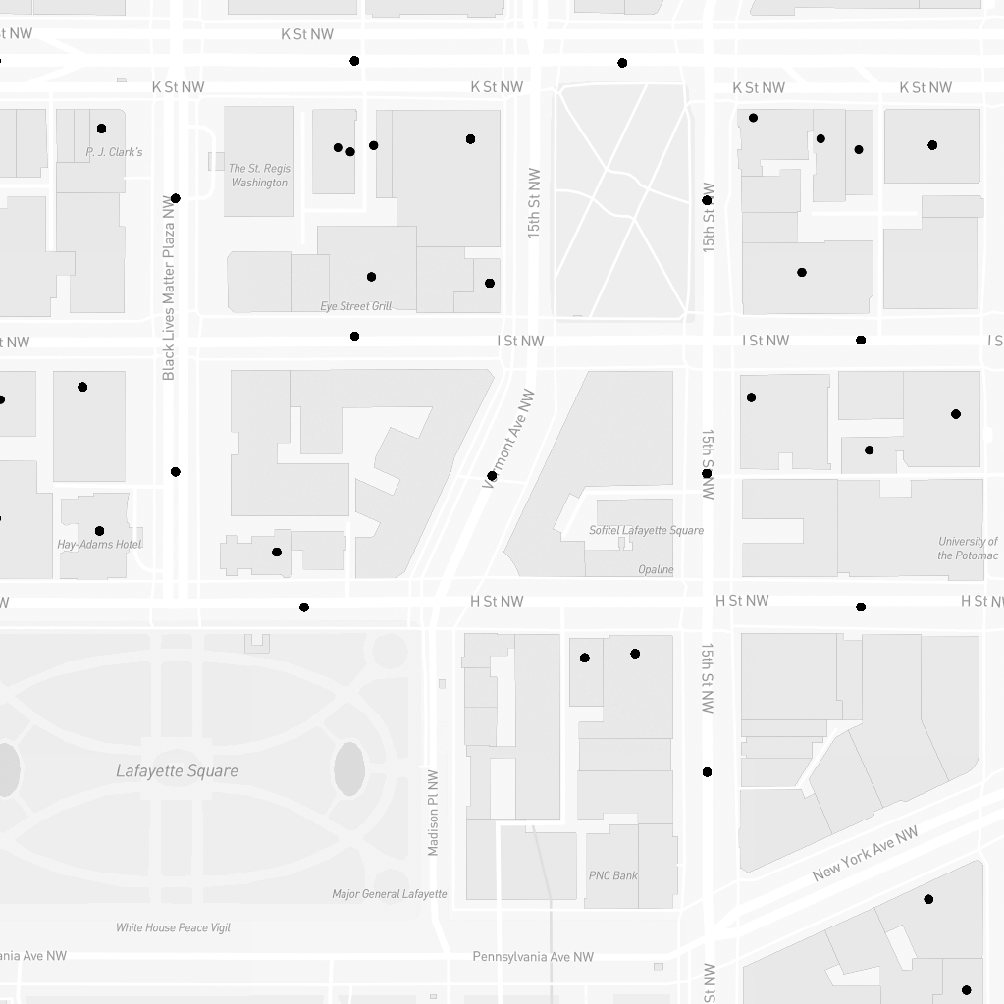 St NW
K St NW
K St NW
K St NW
K St NW
K St NW
P. J. Clark's
The St. Regis
Washington
15th St NW
15th St NW
Black Lives Matter Plaza NW
Eye Street Grill
St NW
I St NW
I St NW
I S
Vermont Ave NW
15th St NW
Sofitel Lafayette Square
Hay-Adams Hotel
University of
the Potomac
Opaline
W
H St NW
H St NW
H St NW
15th St NW
Lafayette Square
Madison Pl NW
New York Ave NW
PNC Bank
Major General Lafayette
White House Peace Vigil
ania Ave NW
Pennsylvania Ave NW
St NW